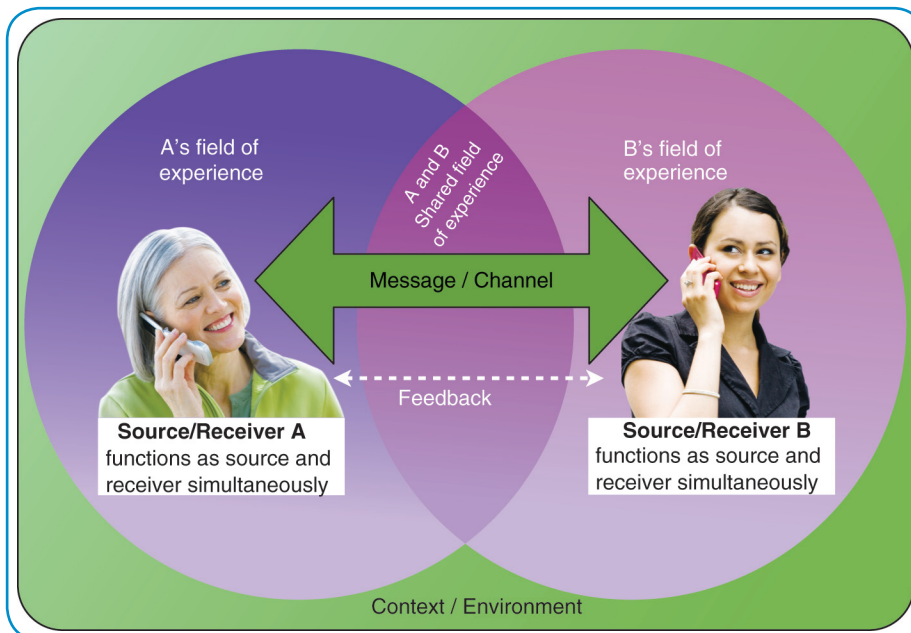 A's field of
experience
A and B
Shared field
of experience
B's field of
experience
Message / Channel
Feedback
Source/Receiver A
functions as source and
receiver simultaneously
Source/Receiver B
functions as source and
receiver simultaneously
Context / Environment